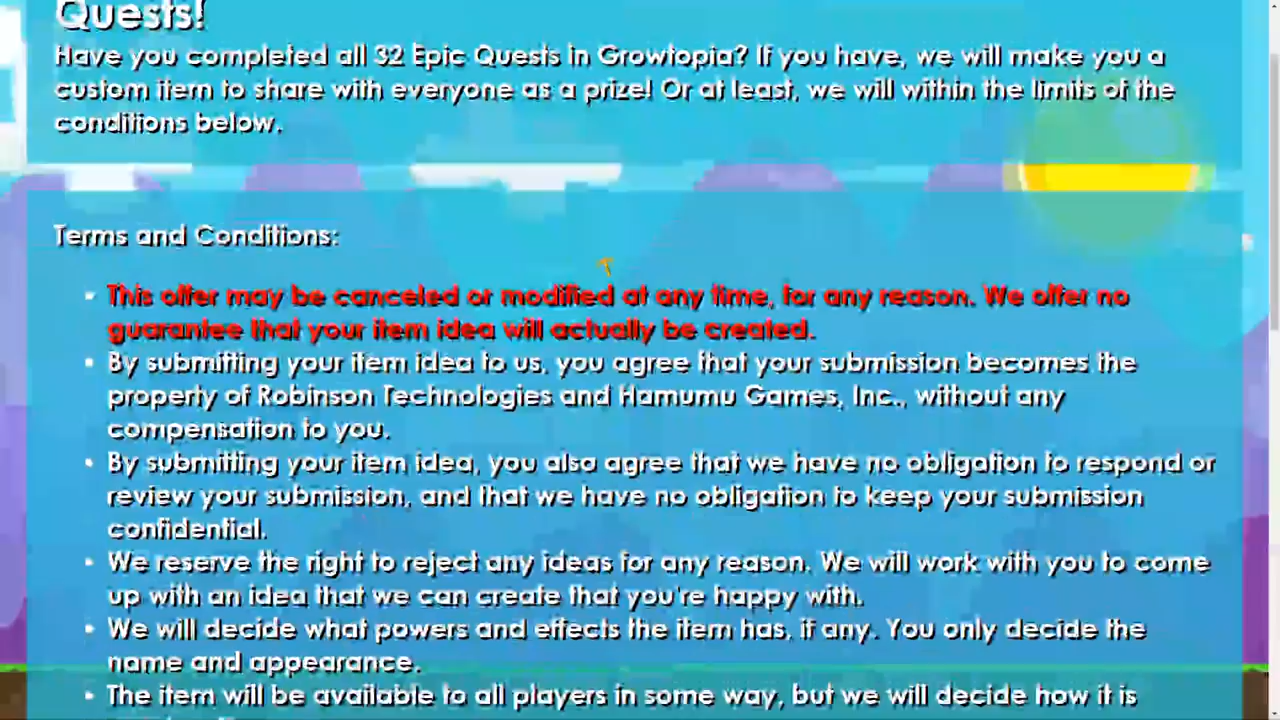 Quests!
Have you completed all 32 Epic Quests in Growtopia? If you have, we will make you a
custom item to share with everyone as a prize! Or at least, we will within the limits of the
conditions below.
Terms and Conditions:
• This offer may be canceled or modified at any time, for any reason. We offer no
guarantee that your item idea will actually be created.
• By submitting your item idea to us, you agree that your submission becomes the
property of Robinson Technologies and Hamumu Games, Inc., without any
compensation to you.
• By submitting your item idea, you also agree that we have no obligation to respond or
review your submission, and that we have no obligation to keep your submission
confidential.
• We reserve the right to reject any ideas for any reason. We will work with you to come
up with an idea that we can create that you're happy with.
• We will decide what powers and effects the item has, if any. You only decide the
name and appearance.
• The item will be available to all players in some way, but we will decide how it is